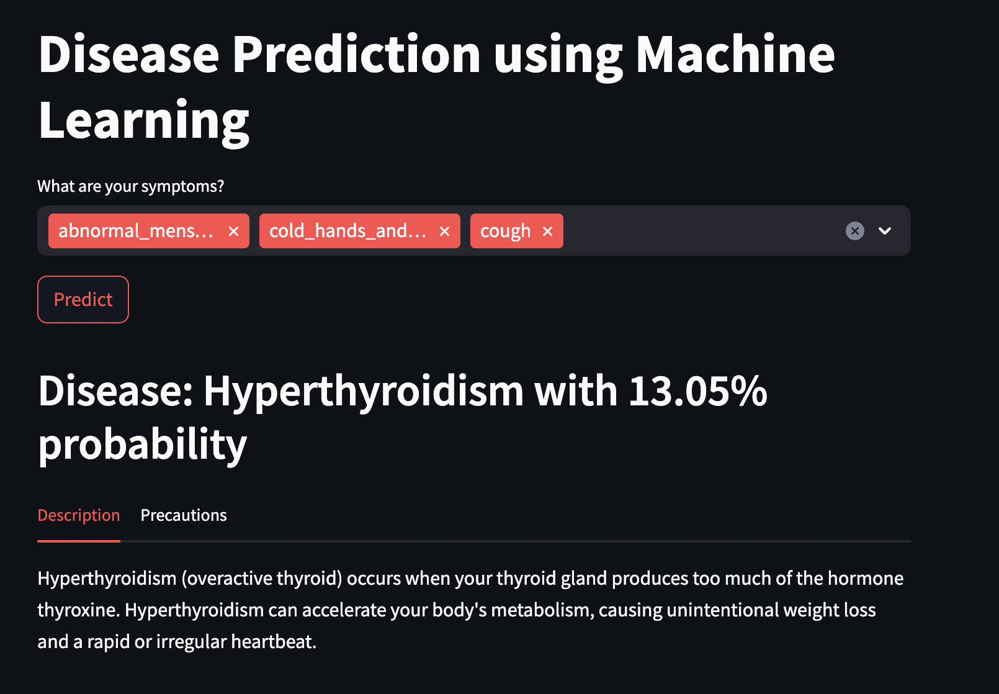 Disease Prediction using Machine
Learning
What are your symptoms?
abnormal_mens... cold_hands_and... cough
Predict
Disease: Hyperthyroidism with 13.05%
probability
Description Precautions
Hyperthyroidism (overactive thyroid) occurs when your thyroid gland produces too much of the hormone
thyroxine. Hyperthyroidism can accelerate your body's metabolism, causing unintentional weight loss
and a rapid or irregular heartbeat.